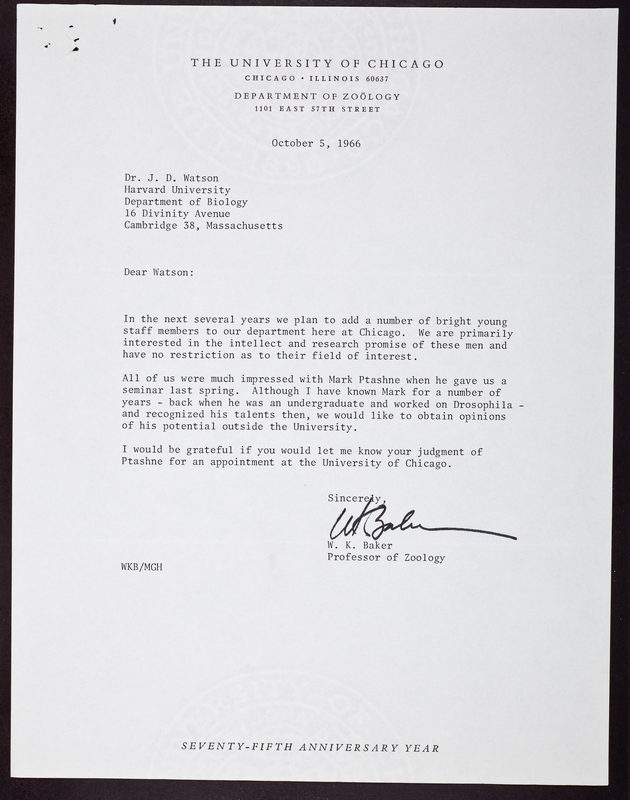 THE UNIVERSITY OF CHICAGO
CHICAGO • ILLINOIS 60637
DEPARTMENT OF ZOÖLOGY
1101 EAST 57TH STREET
October 5, 1966
Dr. J. D. Watson
Harvard University
Department of Biology
16 Divinity Avenue
Cambridge 38, Massachusetts
Dear Watson:
In the next several years we plan to add a number of bright young
staff members to our department here at Chicago. We are primarily
interested in the intellect and research promise of these men and
have no restriction as to their field of interest.
All of us were much impressed with Mark Ptashne when he gave us a
seminar last spring. Although I have known Mark for a number of
years - back when he was an undergraduate and worked on Drosophila -
and recognized his talents then, we would like to obtain opinions
of his potential outside the University.
I would be grateful if you would let me know your judgment of
Ptashne for an appointment at the University of Chicago.
Sincerely,
WKBaker
W. K. Baker
Professor of Zoology
WKB/MGH
SEVENTY-FIFTH ANNIVERSARY YEAR